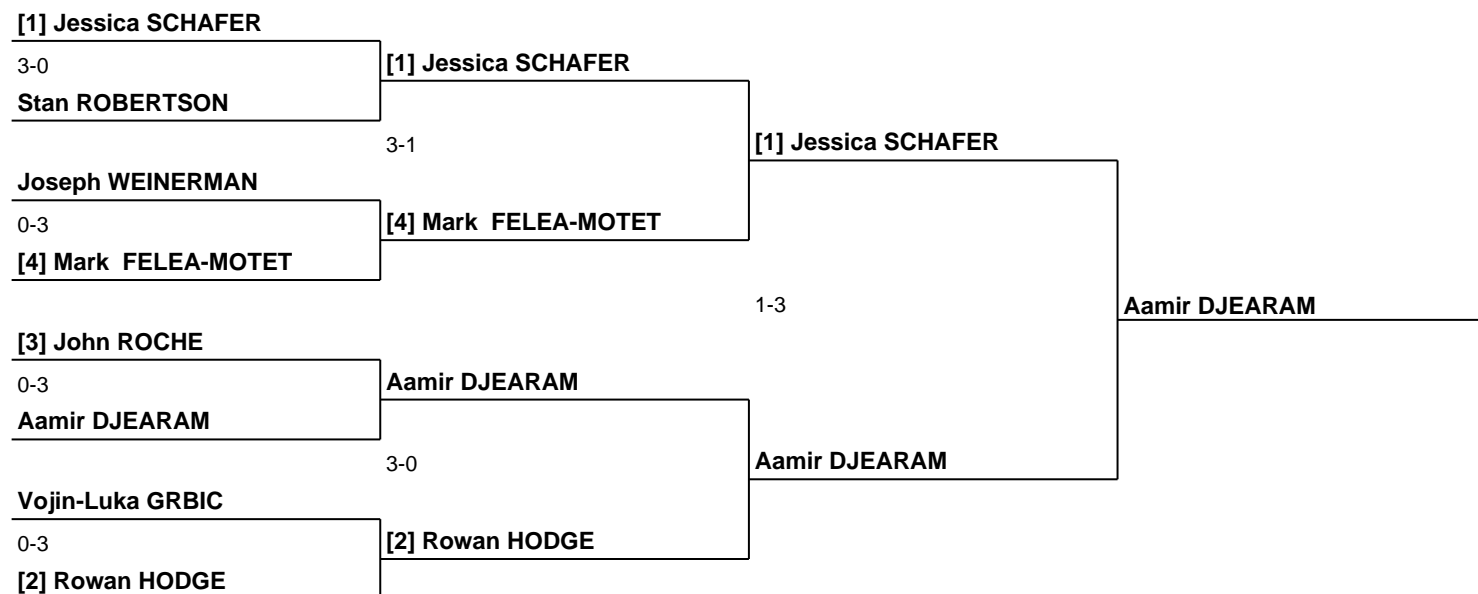 [1] Jessica SCHAFER
3-0
Stan ROBERTSON
Joseph WEINERMAN
0-3
[4] Mark  FELEA-MOTET
[3] John ROCHE
0-3
Aamir DJEARAM
Vojin-Luka GRBIC
0-3
[2] Rowan HODGE
[1] Jessica SCHAFER
3-1
[4] Mark  FELEA-MOTET
Aamir DJEARAM
3-0
[2] Rowan HODGE
[1] Jessica SCHAFER
1-3
Aamir DJEARAM
Aamir DJEARAM